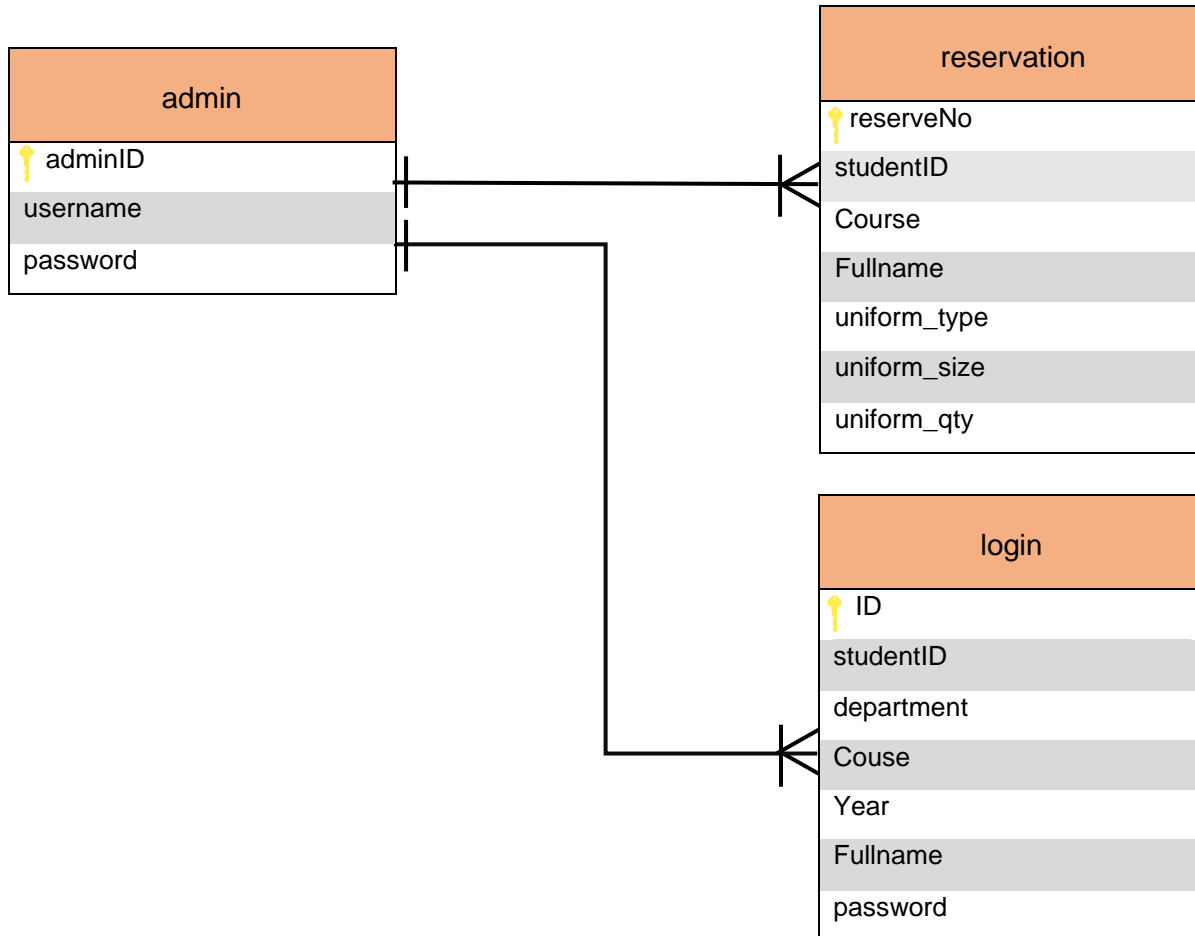 admin
adminID
username
password
reservation
reserveNo
studentID
Course
Fullname
uniform_type
uniform_size
uniform_qty
login
ID
studentID
department
Couse
Year
Fullname
password